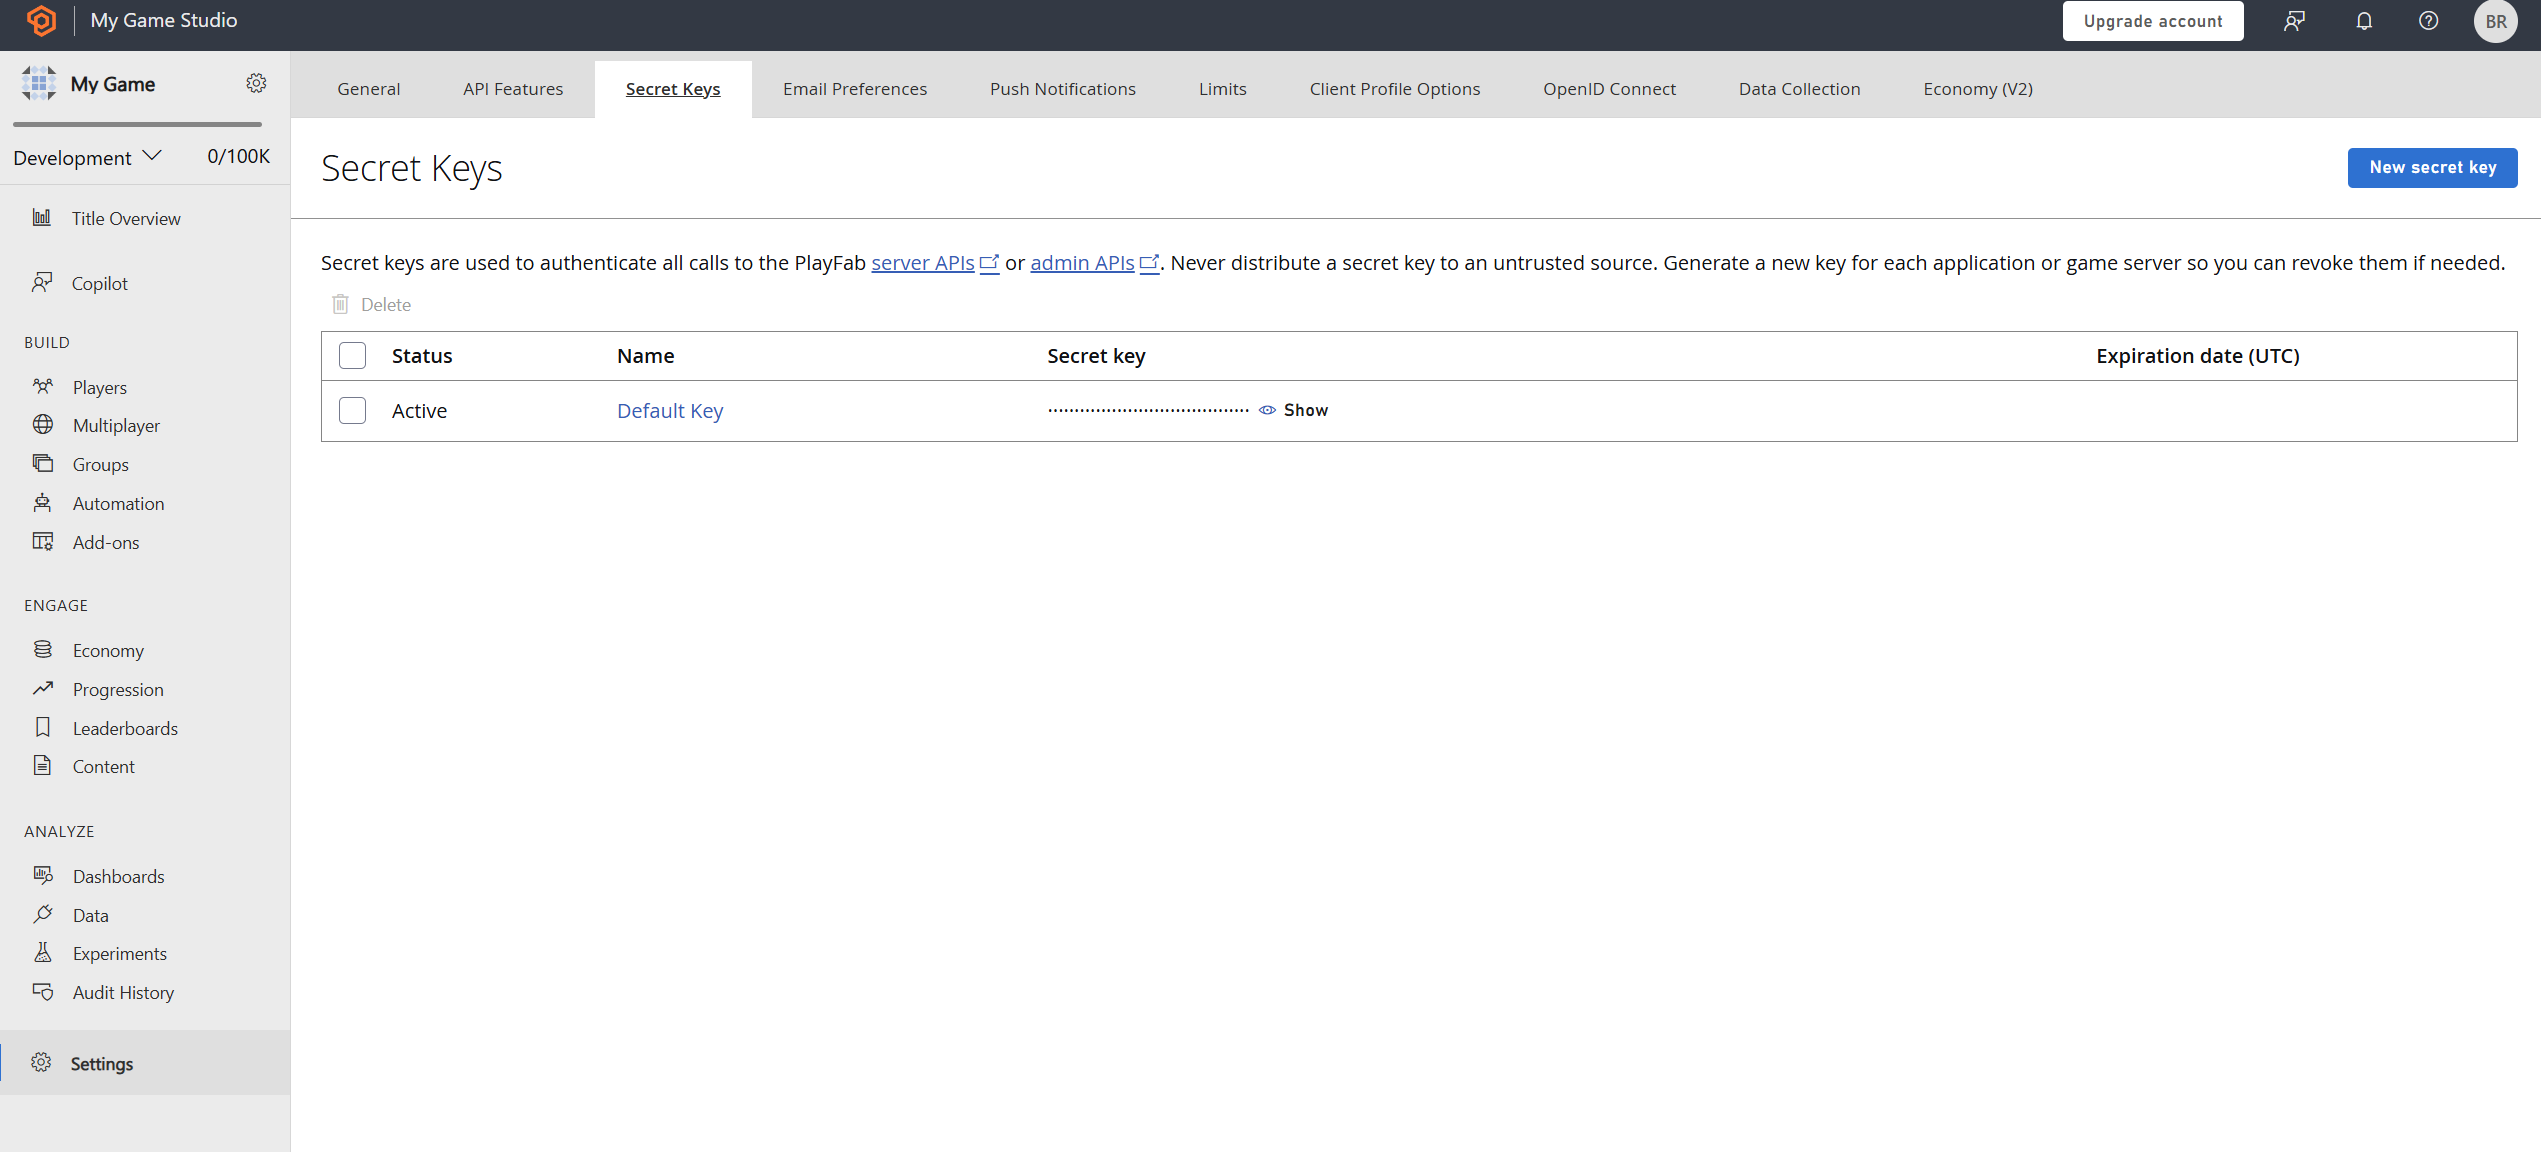 My Game Studio
Upgrade account
BR
My Game
Development 0/100K
Title Overview
Copilot
BUILD
Players
Multiplayer
Groups
Automation
Add-ons
ENGAGE
Economy
Progression
Leaderboards
Content
ANALYZE
Dashboards
Data
Experiments
Audit History
Settings
General API Features Secret Keys Email Preferences Push Notifications Limits Client Profile Options OpenID Connect Data Collection Economy (V2)
Secret Keys
New secret key
Secret keys are used to authenticate all calls to the PlayFab server APIs or admin APIs. Never distribute a secret key to an untrusted source. Generate a new key for each application or game server so you can revoke them if needed.
Delete
Status Name Secret key Expiration date (UTC)
Active Default Key ······································ Show